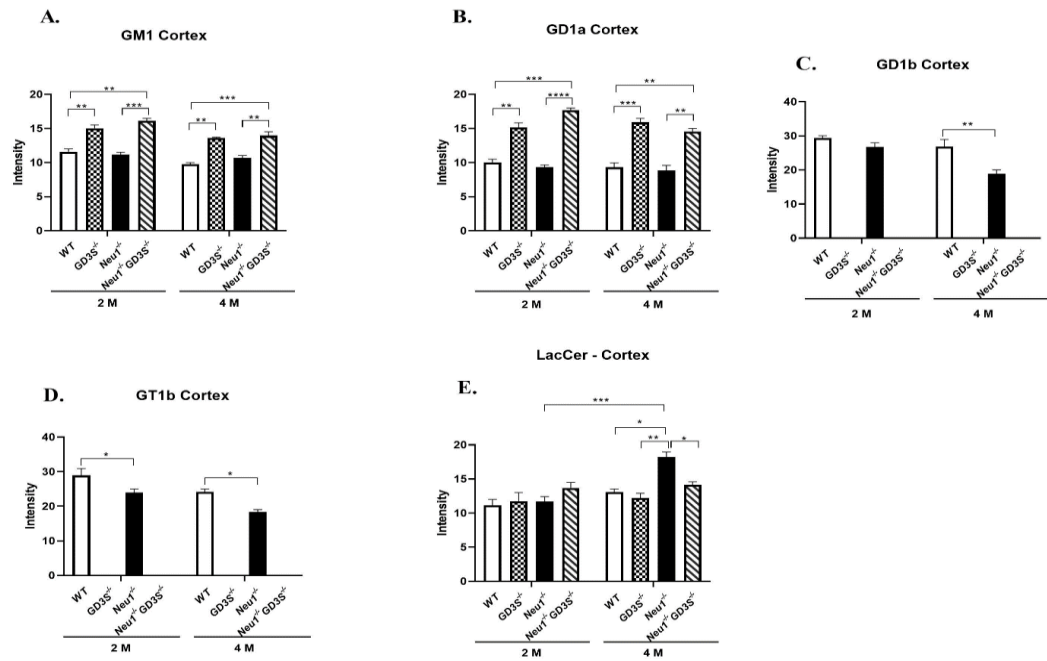 A.
GM1 Cortex
Intensity
20
15
10
5
0
** ** *** *** ** **
WT GD3S-/- Neu1-/- Neu1-/- GD3S-/- WT GD3S-/- Neu1-/- Neu1-/- GD3S-/-
2 M 4 M
B.
GD1a Cortex
Intensity
20
15
10
5
0
*** ** **** ** *** **
WT GD3S-/- Neu1-/- Neu1-/- GD3S-/- WT GD3S-/- Neu1-/- Neu1-/- GD3S-/-
2 M 4 M
C.
GD1b Cortex
Intensity
40
30
20
10
0
**
WT GD3S-/- Neu1-/- Neu1-/- GD3S-/- WT GD3S-/- Neu1-/- Neu1-/- GD3S-/-
2 M 4 M
D.
GT1b Cortex
Intensity
40
30
20
10
0
* *
WT GD3S-/- Neu1-/- Neu1-/- GD3S-/- WT GD3S-/- Neu1-/- Neu1-/- GD3S-/-
2 M 4 M
LacCer - Cortex
E.
Intensity
20
15
10
5
0
*** * ** *
WT GD3S-/- Neu1-/- Neu1-/- GD3S-/- WT GD3S-/- Neu1-/- Neu1-/- GD3S-/-
2 M 4 M